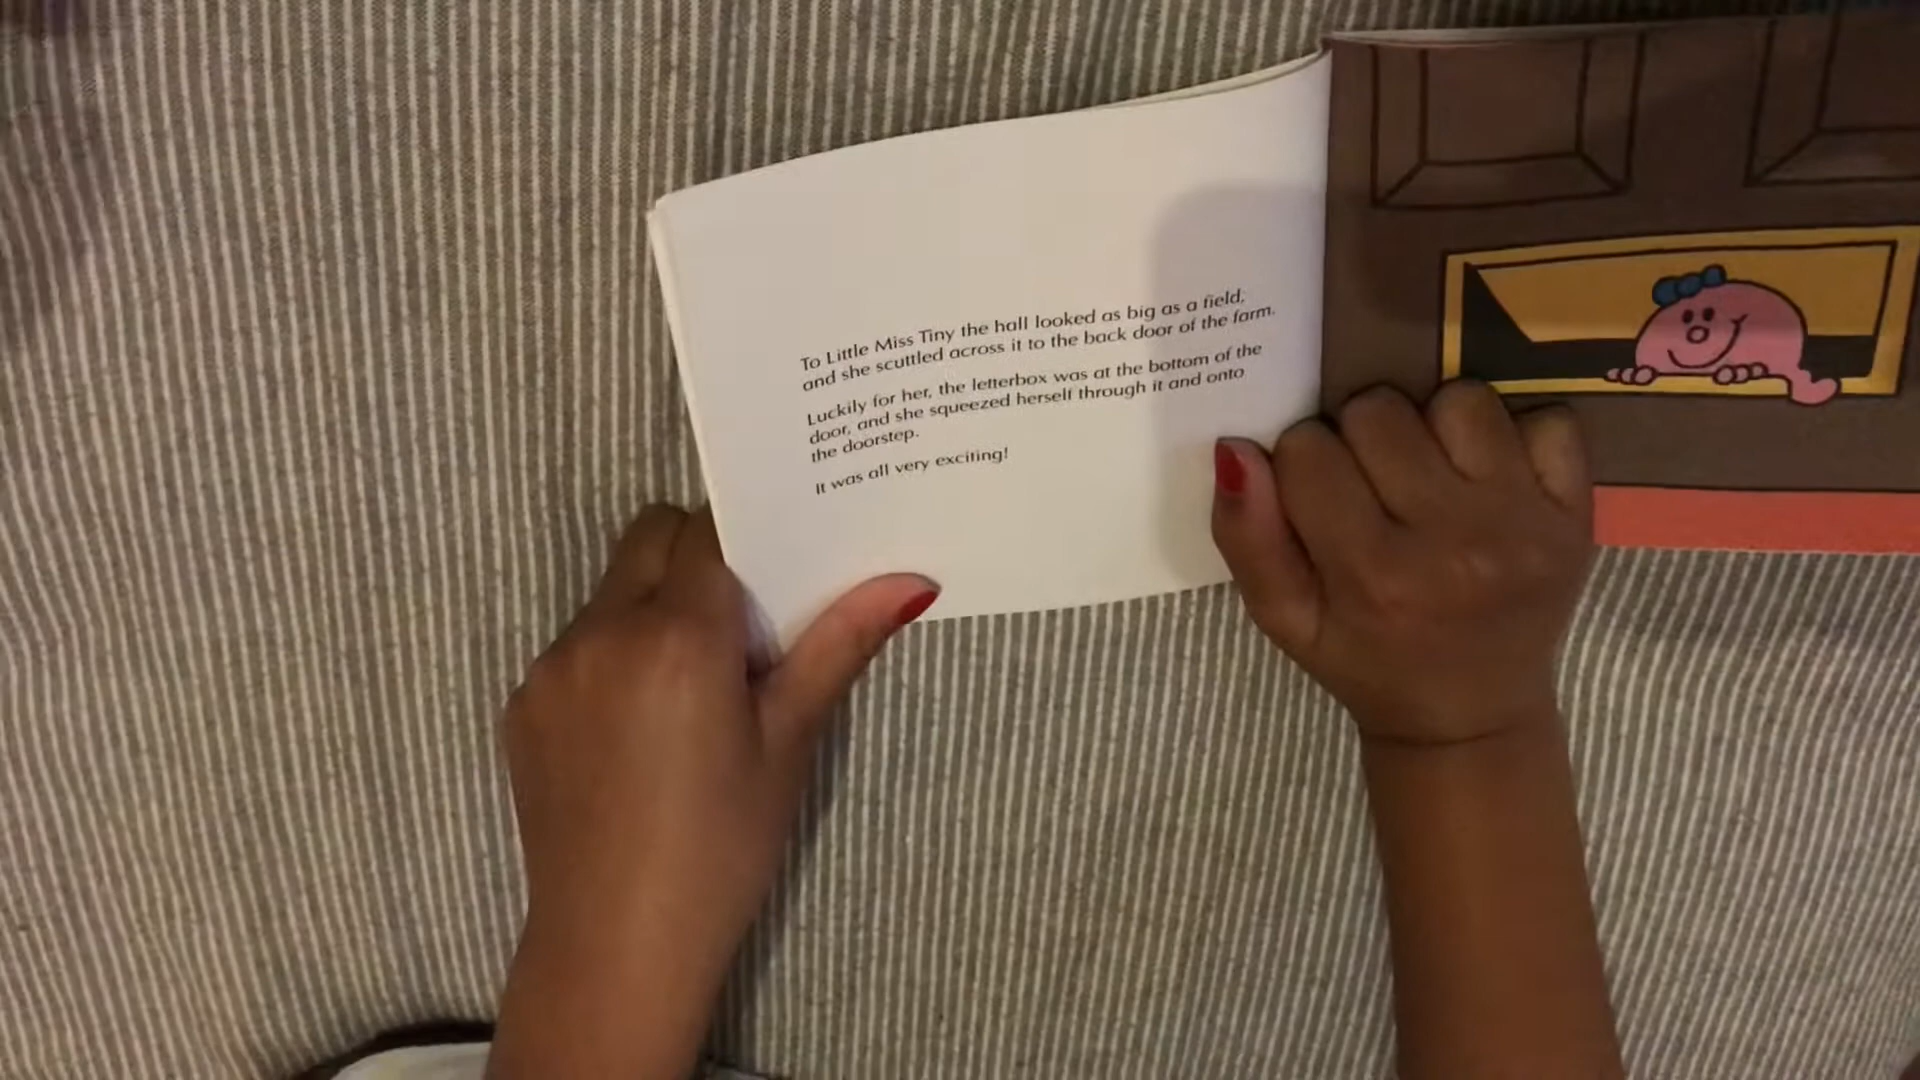 To Little Miss Tiny the hall looked as big as a field,
and she scuttled across it to the back door of the farm.
Luckily for her, the letterbox was at the bottom of the
door, and she squeezed herself through it and onto
the doorstep.
It was all very exciting!